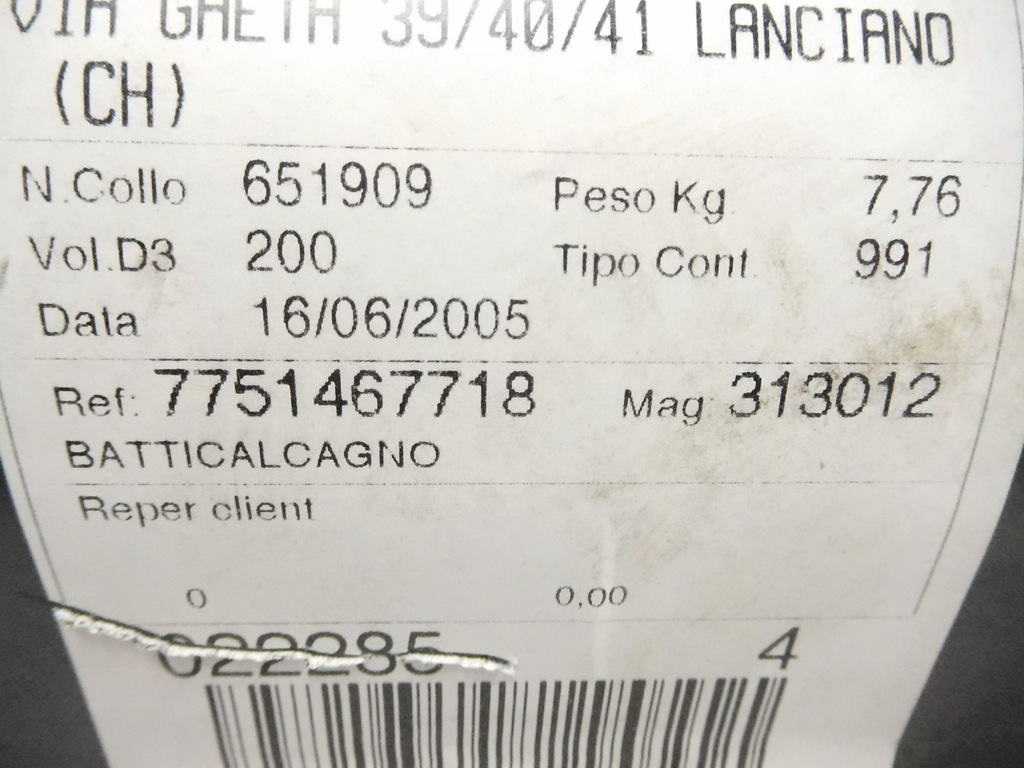 VIA GAETA 39/40/41 LANCIANO
(CH)
N.Collo 651909 Peso Kg. 7,76
Vol.D3 200 Tipo Cont. 991
Data 16/06/2005
Ref: 7751467718 Mag: 313012
BATTICALCAGNO
Reper client
0 0,00
022285 4